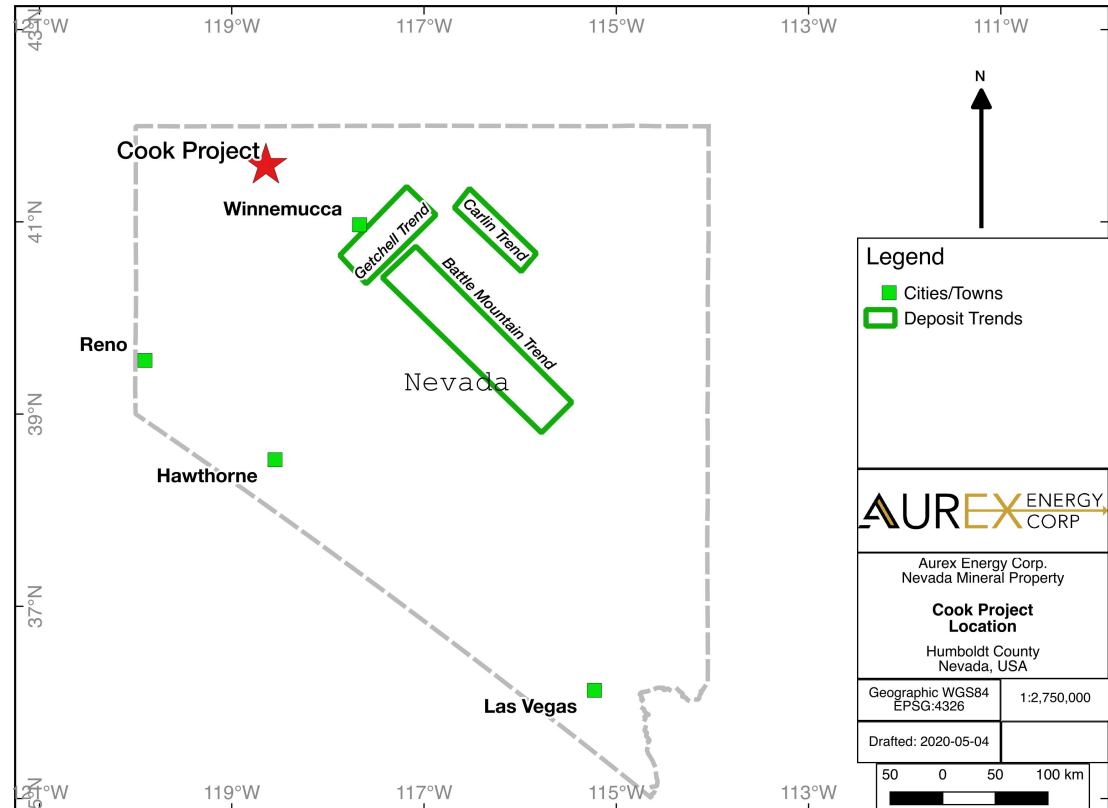 121°W 119°W 117°W 115°W 113°W 111°W
43°N
N
Cook Project
Winnemucca
41°N
Getchell Trend
Carlin Trend
Battle Mountain Trend
Reno
Nevada
39°N
Hawthorne
37°N
Las Vegas
121°W 119°W 117°W 115°W 113°W
Legend
Cities/Towns
Deposit Trends
AUREX ENERGY
CORP
Aurex Energy Corp.
Nevada Mineral Property
Cook Project
Location
Humboldt County
Nevada, USA
Geographic WGS84
EPSG:4326
1:2,750,000
Drafted: 2020-05-04
50 0 50 100 km